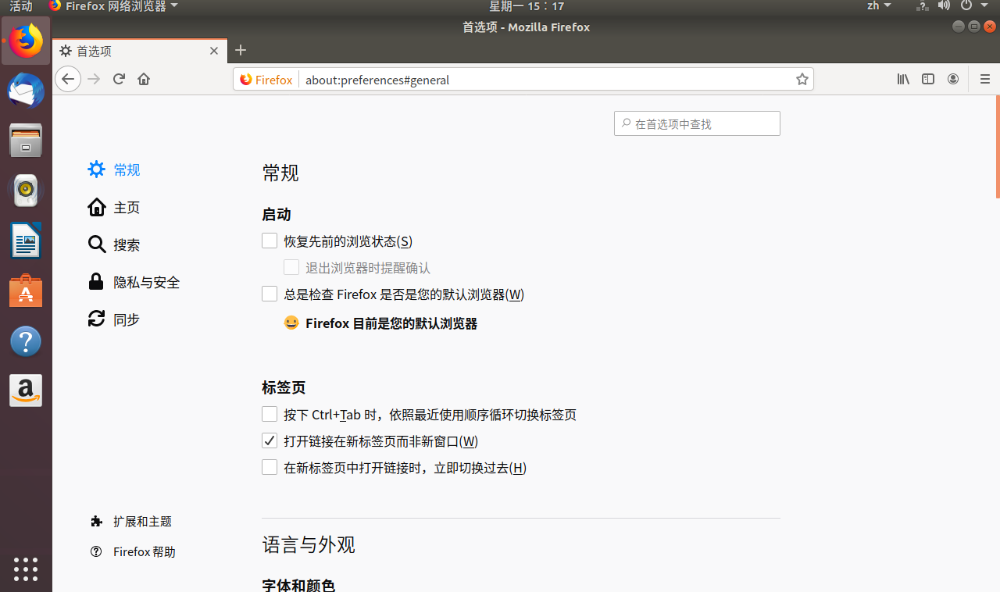 活动 Firefox 网络浏览器 星期一 15：17 zh
首选项 - Mozilla Firefox
首选项
Firefox about:preferences#general
在首选项中查找
常规
主页
搜索
隐私与安全
同步
扩展和主题
Firefox 帮助
常规
启动
恢复先前的浏览状态(S)
退出浏览器时提醒确认
总是检查 Firefox 是否是您的默认浏览器(W)
Firefox 目前是您的默认浏览器
标签页
按下 Ctrl+Tab 时，依照最近使用顺序循环切换标签页
打开链接在新标签页而非新窗口(W)
在新标签页中打开链接时，立即切换过去(H)
语言与外观
字体和颜色